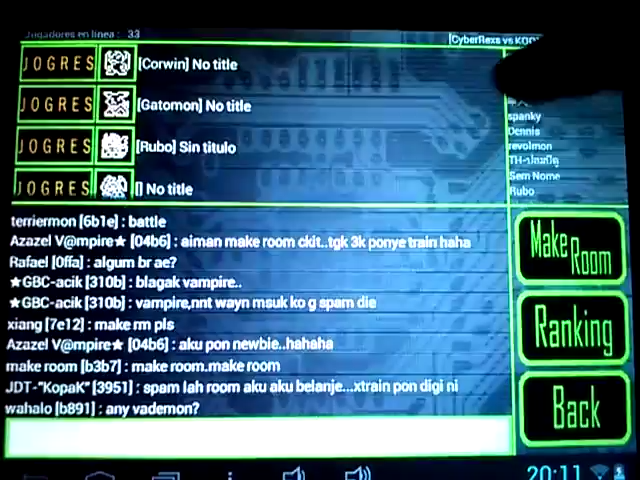 Jugadores en linea : 33
[CyberRexs vs
JOGRES [Corwin] No title
JOGRES [Gatomon] No title
JOGRES [Rubo] Sin titulo
JOGRES [] No title
spanky
Dennis
revolmon
Sem Nome
Rubo
terriermon [6b1e] : battle
Azazel V@mpire★ [04b6] : aiman make room ckit..tgk 3k ponye train haha
Rafael [0ffa] : algum br ae?
★GBC-acik [310b] : blagak vampire..
★GBC-acik [310b] : vampire,nnt wayn msuk ko g spam die
xiang [7e12] : make rm pls
Azazel V@mpire★ [04b6] : aku pon newbie..hahaha
make room [b3b7] : make room.make room
JDT-"KopaK" [3951] : spam lah room aku aku belanje...xtrain pon digi ni
wahalo [b891] : any vademon?
Make Room
Ranking
Back
20:11